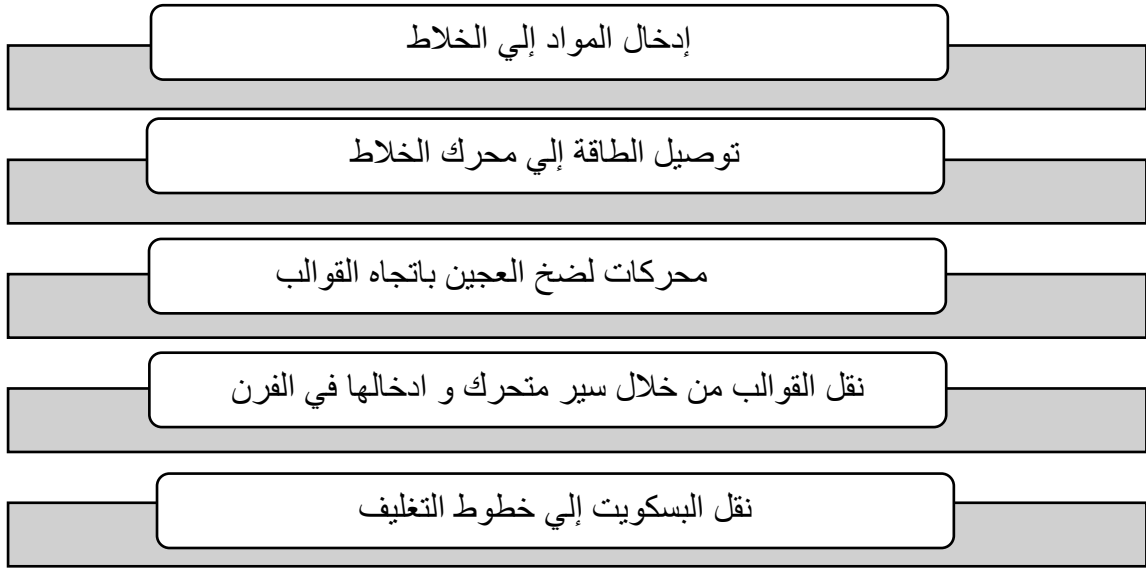 إدخال المواد إلي الخلاط
توصيل الطاقة إلي محرك الخلاط
محركات لضخ العجين باتجاه القوالب
نقل القوالب من خلال سير متحرك و ادخالها في الفرن
نقل البسكويت إلي خطوط التغليف